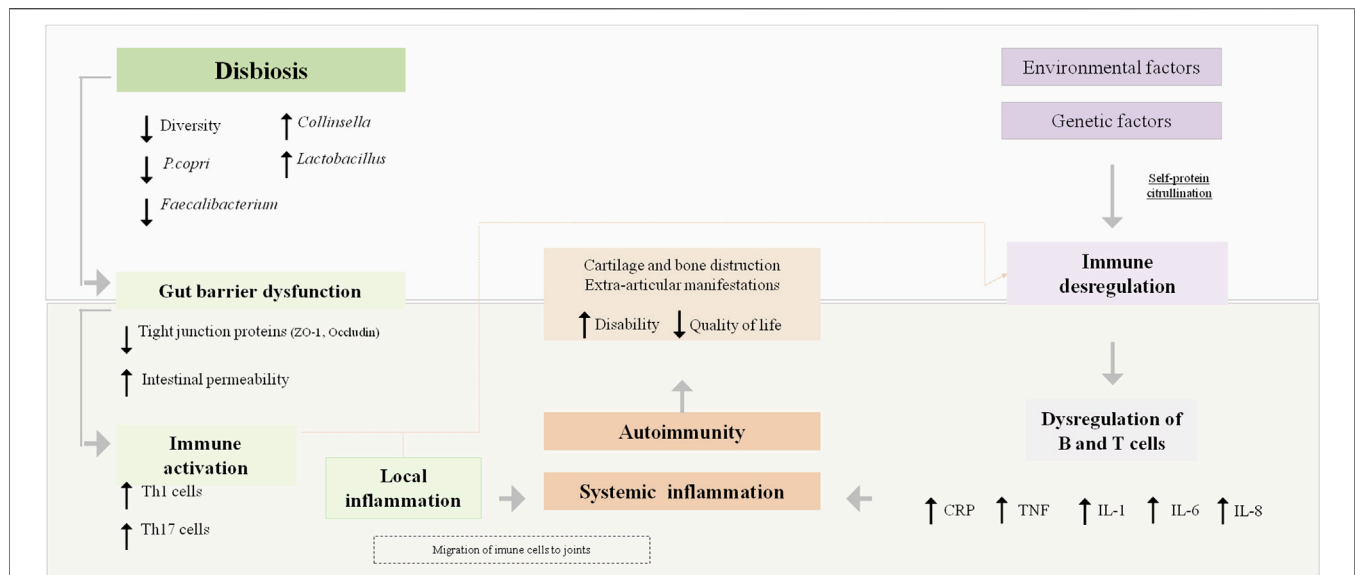 Disbiosis
Diversity
Collinsella
P.copri
Lactobacillus
Faecalibacterium
Gut barrier dysfunction
Tight junction proteins (ZO-1, Occludin)
Intestinal permeability
Immune
activation
Th1 cells
Th17 cells
Local
inflammation
Migration of imune cells to joints
Cartilage and bone distruction
Extra-articular manifestations
Disability
Quality of life
Autoimmunity
Systemic inflammation
Environmental factors
Genetic factors
Self-protein
citrullination
Immune
desregulation
Dysregulation of
B and T cells
CRP TNF IL-1 IL-6 IL-8